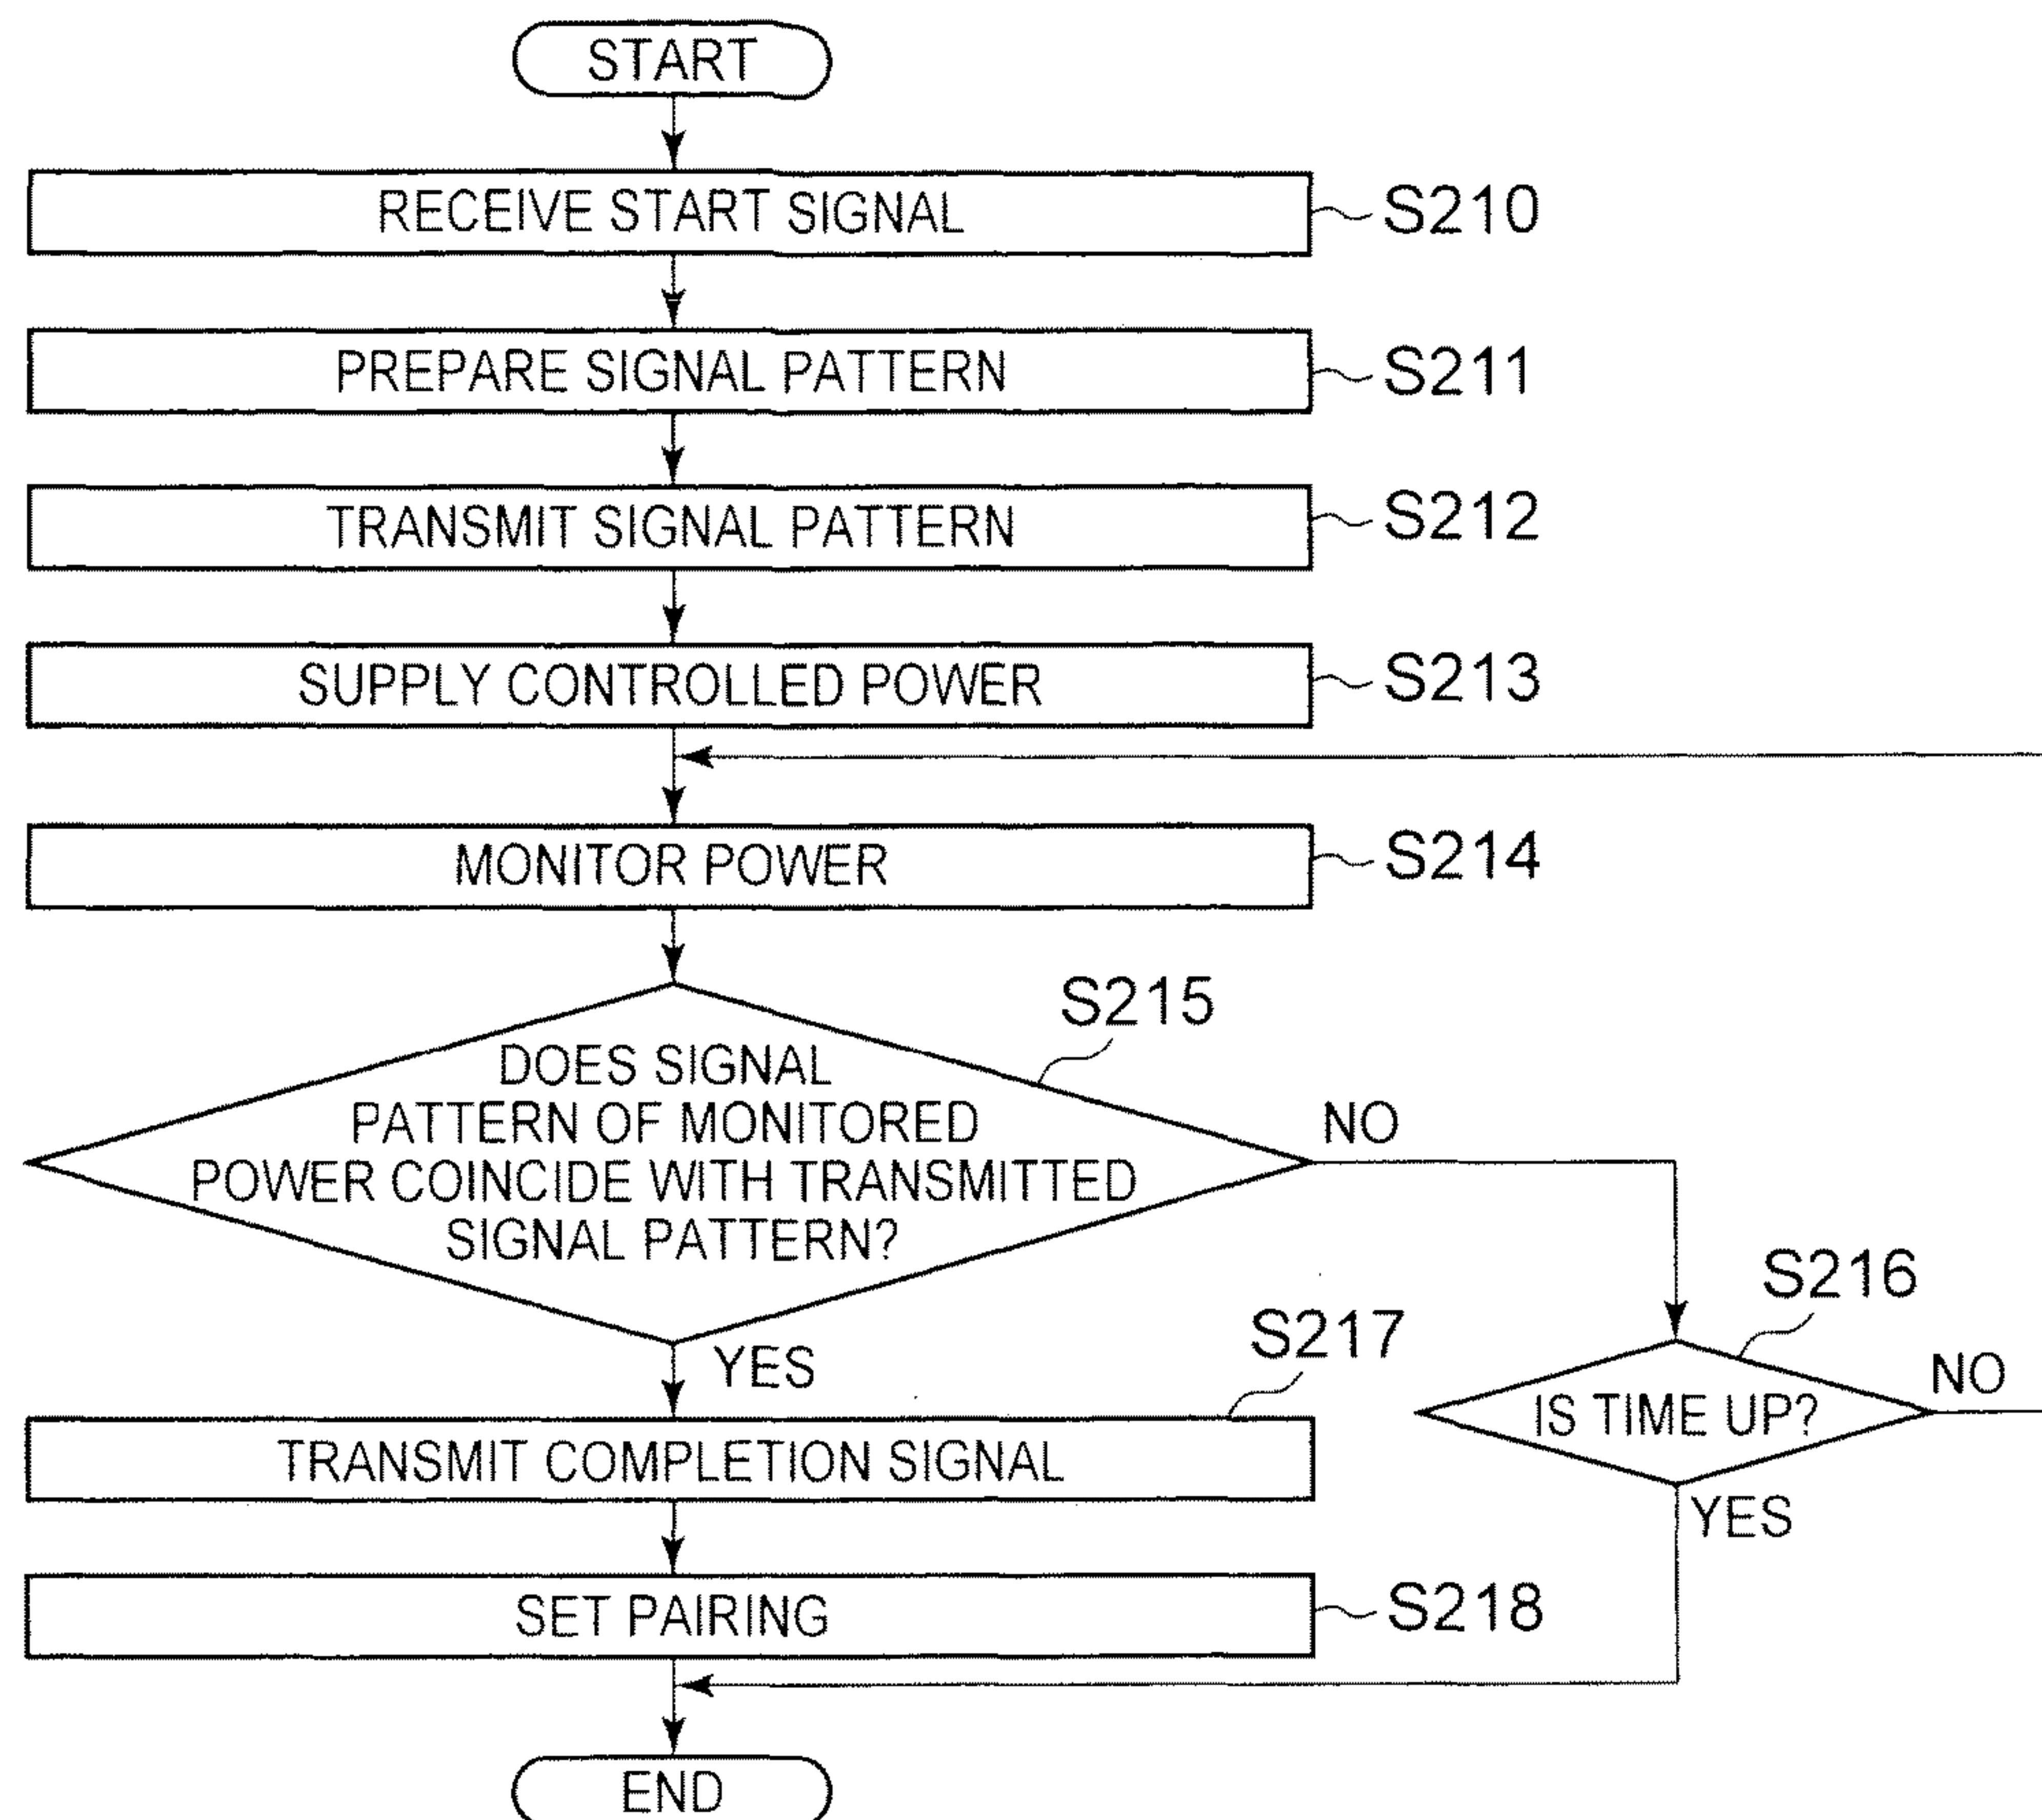 START
RECEIVE START SIGNAL
S210
PREPARE SIGNAL PATTERN
S211
TRANSMIT SIGNAL PATTERN
S212
SUPPLY CONTROLLED POWER
S213
MONITOR POWER
S214
S215
DOES SIGNAL
PATTERN OF MONITORED
POWER COINCIDE WITH TRANSMITTED
SIGNAL PATTERN?
NO
YES
S216
IS TIME UP?
NO
YES
S217
TRANSMIT COMPLETION SIGNAL
SET PAIRING
S218
END